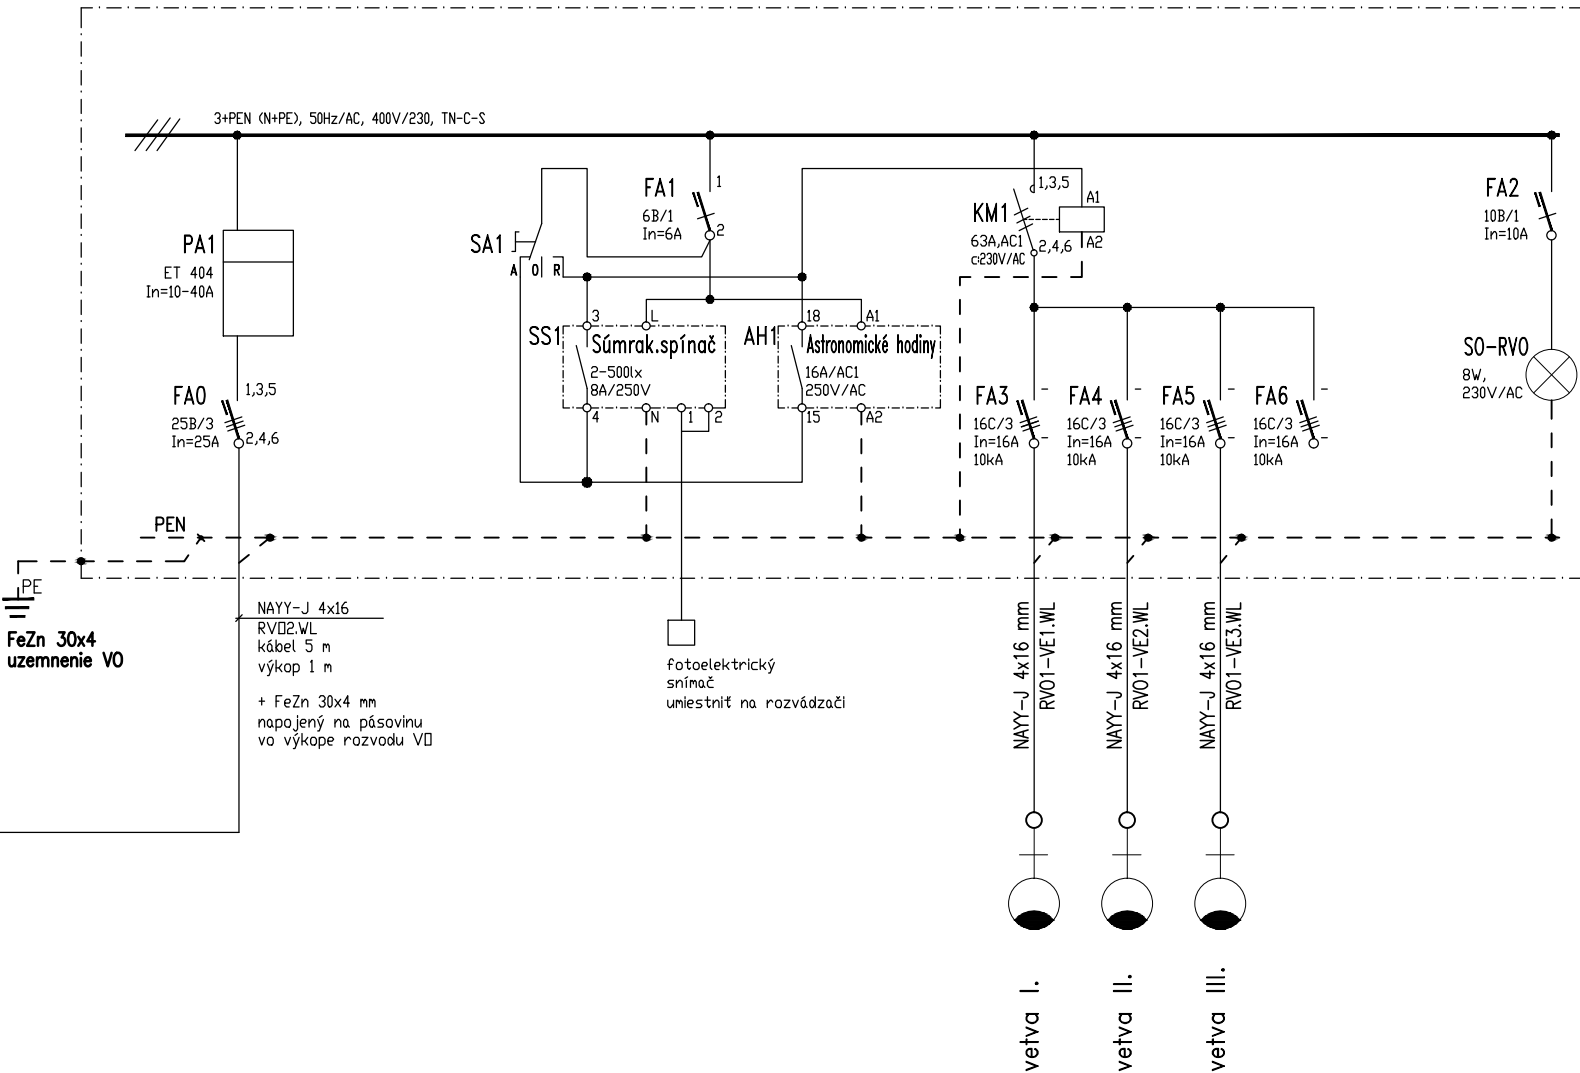 3+PEN (N+PE), 50Hz/AC, 400V/230, TN-C-S
PA1
ET 404
In=10-40A
FA0
25B/3
In=25A
1,3,5
2,4,6
SA1
A 0 R
FA1
6B/1
In=6A
1
2
SS1
3
L
Súmrak.spínač
2-500lx
8A/250V
4
N
1
2
AH1
18
A1
Astronomické hodiny
16A/AC1
250V/AC
15
A2
KM1
63A,AC1
c:230V/AC
1,3,5
2,4,6
A1
A2
FA3
16C/3
In=16A
10kA
FA4
16C/3
In=16A
10kA
FA5
16C/3
In=16A
10kA
FA6
16C/3
In=16A
10kA
FA2
10B/1
In=10A
SO-RVO
8W,
230V/AC
PEN
PE
FeZn 30x4
uzemnenie VO
NAYY-J 4x16
RVO2.WL
kábel 5 m
výkop 1 m
+ FeZn 30x4 mm
napojený na pásovinu
vo výkope rozvodu VO
fotoelektrický
snímač
umiestniť na rozvádzači
NAYY-J 4x16 mm
RVO1-VE1.WL
NAYY-J 4x16 mm
RVO1-VE2.WL
NAYY-J 4x16 mm
RVO1-VE3.WL
vetva I.
vetva II.
vetva III.